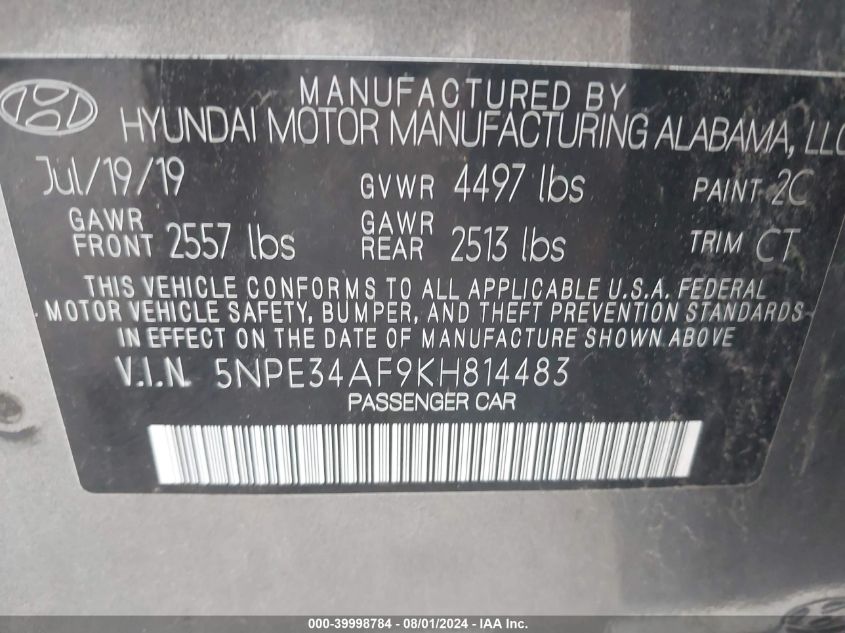 MANUFACTURED BY
HYUNDAI MOTOR MANUFACTURING ALABAMA, LLC
Jul/19/19 GVWR 4497 lbs PAINT 2C
GAWR FRONT 2557 lbs GAWR REAR 2513 lbs TRIM CT
THIS VEHICLE CONFORMS TO ALL APPLICABLE U.S.A. FEDERAL
MOTOR VEHICLE SAFETY, BUMPER, AND THEFT PREVENTION STANDARDS
IN EFFECT ON THE DATE OF MANUFACTURE SHOWN ABOVE
V.I.N. 5NPE34AF9KH814483
PASSENGER CAR
000-39998784 - 08/01/2024 - IAA Inc.